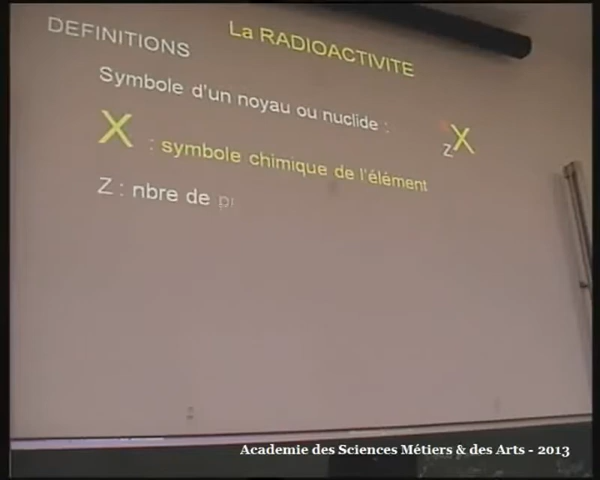 La RADIOACTIVITE
DEFINITIONS
Symbole d'un noyau ou nuclide : ZX
X : symbole chimique de l'élément
Z : nbre de
Academie des Sciences Métiers & des Arts - 2013